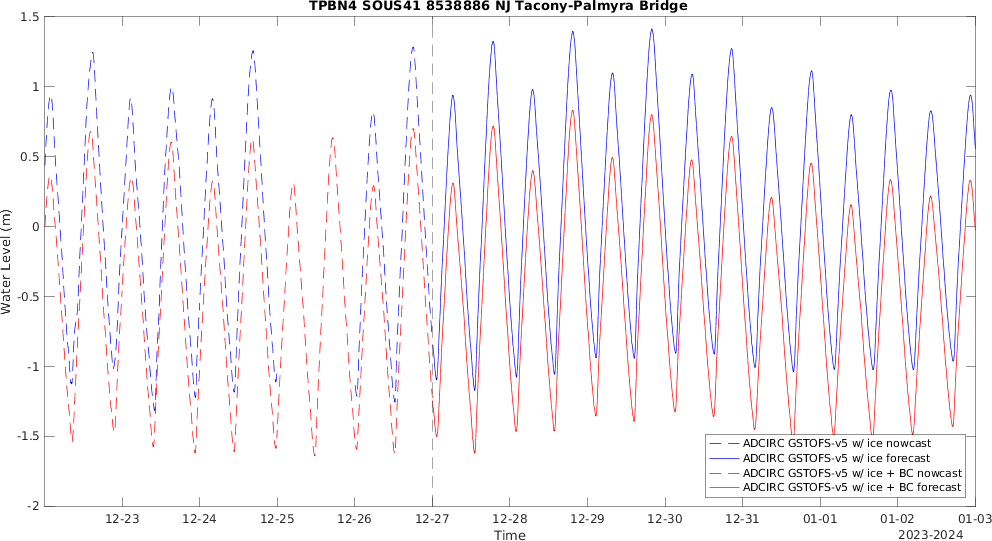 TPBN4 SOUS41 8538886 NJ Tacony-Palmyra Bridge
1.5
1
0.5
0
-0.5
-1
-1.5
-2
Water Level (m)
12-23 12-24 12-25 12-26 12-27 12-28 12-29 12-30 12-31 01-01 01-02 01-03
Time
2023-2024
ADCIRC GSTOFS-v5 w/ ice nowcast
ADCIRC GSTOFS-v5 w/ ice forecast
ADCIRC GSTOFS-v5 w/ ice + BC nowcast
ADCIRC GSTOFS-v5 w/ ice + BC forecast